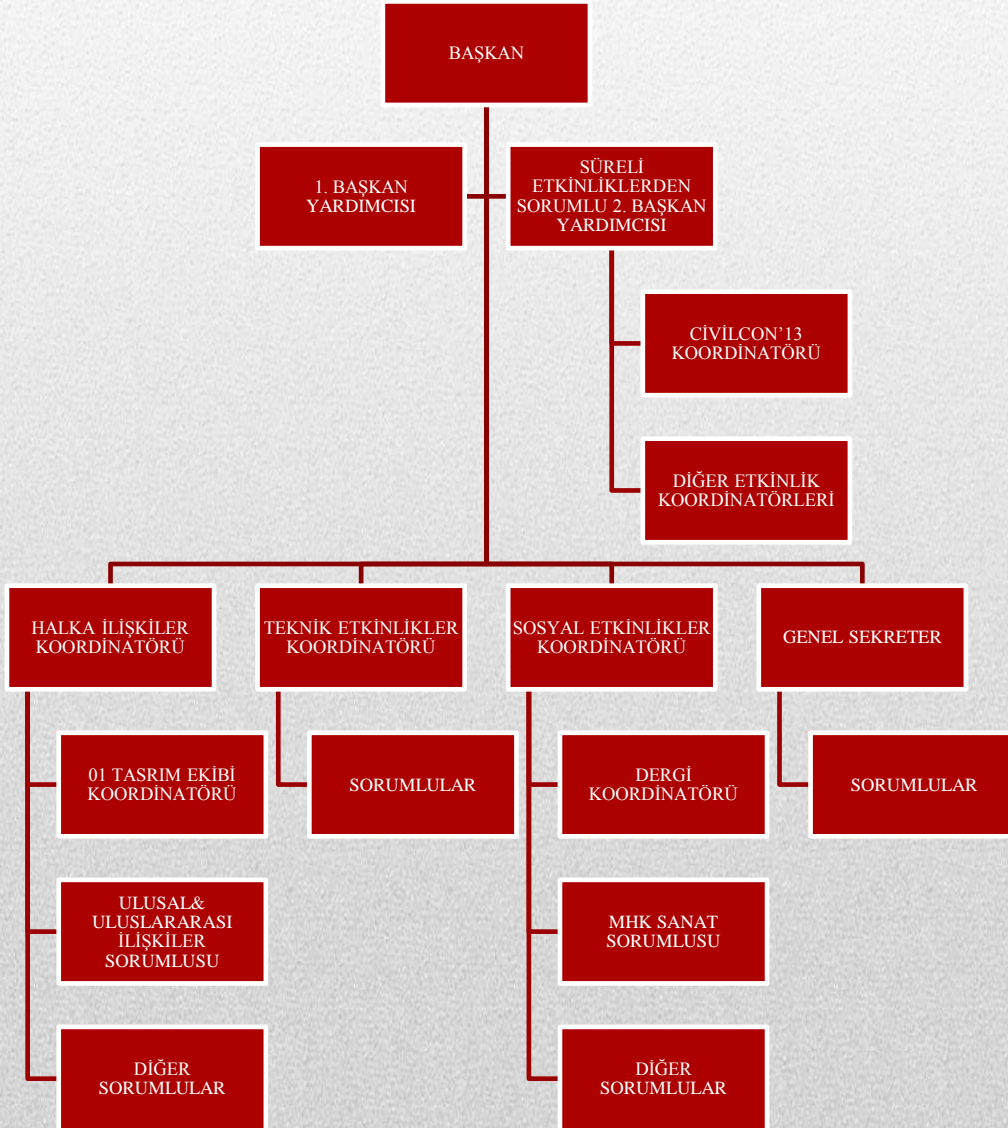 BAŞKAN
1. BAŞKAN
YARDIMCISI
SÜRELİ
ETKİNLİKLERDEN
SORUMLU 2. BAŞKAN
YARDIMCISI
CİVİLCON’13
KOORDİNATÖRÜ
DİĞER ETKİNLİK
KOORDİNATÖRLERİ
HALKA İLİŞKİLER
KOORDİNATÖRÜ
TEKNİK ETKİNLİKLER
KOORDİNATÖRÜ
SOSYAL ETKİNLİKLER
KOORDİNATÖRÜ
GENEL SEKRETER
01 TASRIM EKİBİ
KOORDİNATÖRÜ
SORUMLULAR
DERGİ
KOORDİNATÖRÜ
SORUMLULAR
ULUSAL&
ULUSLARARASI
İLİŞKİLER
SORUMLUSU
MHK SANAT
SORUMLUSU
DİĞER
SORUMLULAR
DİĞER
SORUMLULAR